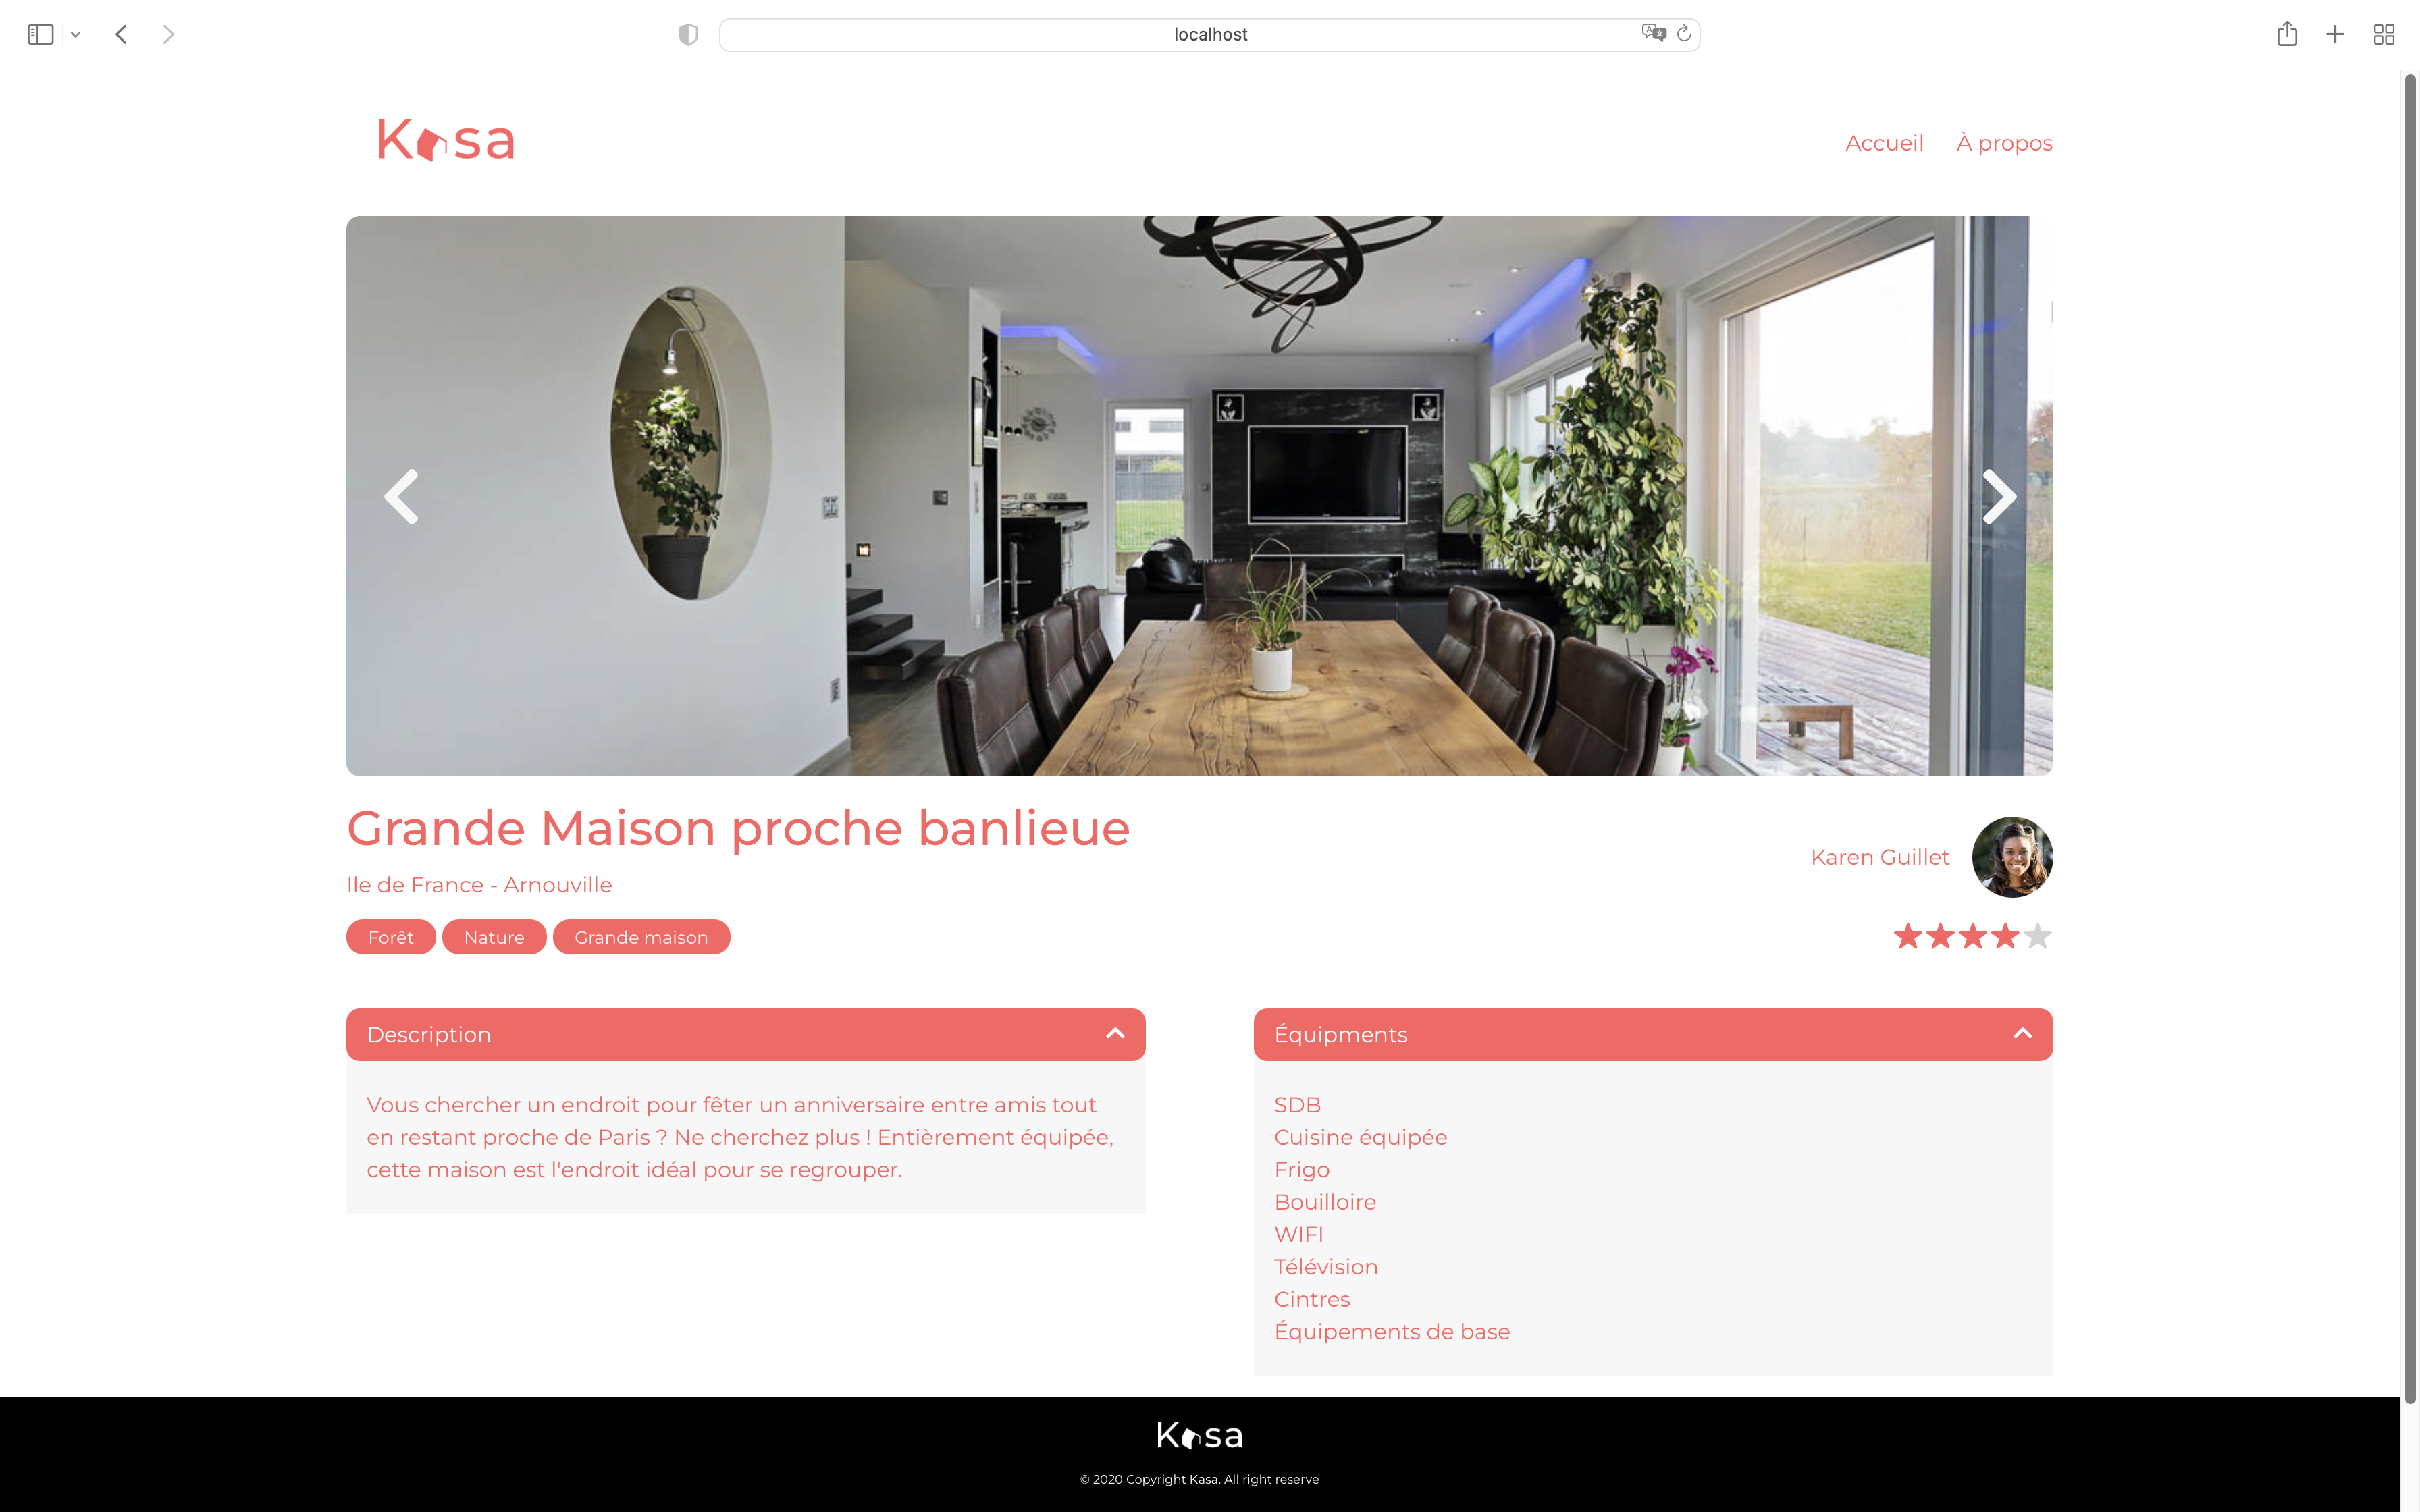 localhost
Kasa
Accueil À propos
Grande Maison proche banlieue
Karen Guillet
Ile de France - Arnouville
Forêt Nature Grande maison
Description
Vous chercher un endroit pour fêter un anniversaire entre amis tout
en restant proche de Paris ? Ne cherchez plus ! Entièrement équipée,
cette maison est l'endroit idéal pour se regrouper.
Équipments
SDB
Cuisine équipée
Frigo
Bouilloire
WIFI
Télévision
Cintres
Équipements de base
Kasa
© 2020 Copyright Kasa. All right reserve